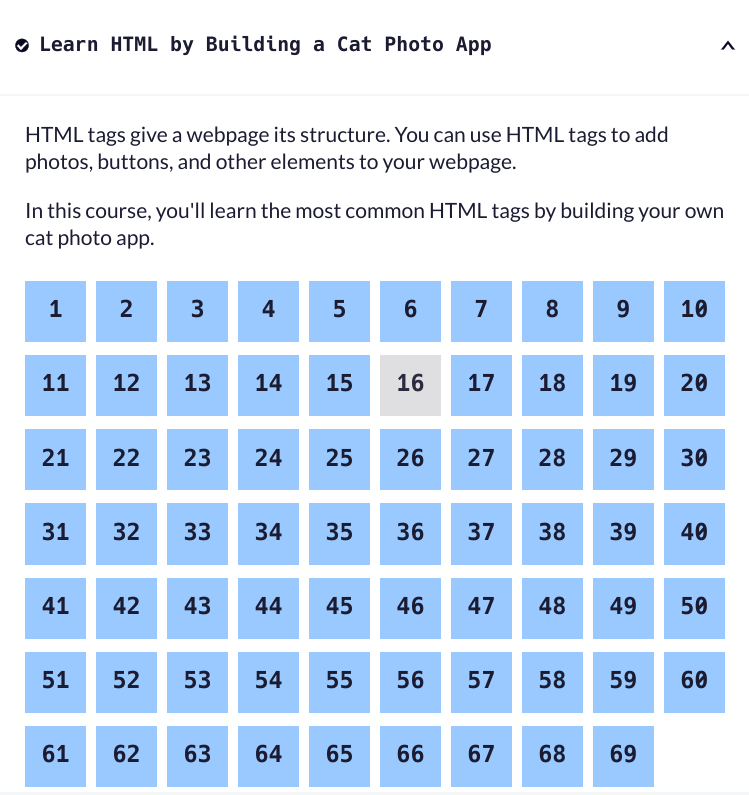 Learn HTML by Building a Cat Photo App
HTML tags give a webpage its structure. You can use HTML tags to add
photos, buttons, and other elements to your webpage.
In this course, you'll learn the most common HTML tags by building your own
cat photo app.
1 2 3 4 5 6 7 8 9 10
11 12 13 14 15 16 17 18 19 20
21 22 23 24 25 26 27 28 29 30
31 32 33 34 35 36 37 38 39 40
41 42 43 44 45 46 47 48 49 50
51 52 53 54 55 56 57 58 59 60
61 62 63 64 65 66 67 68 69